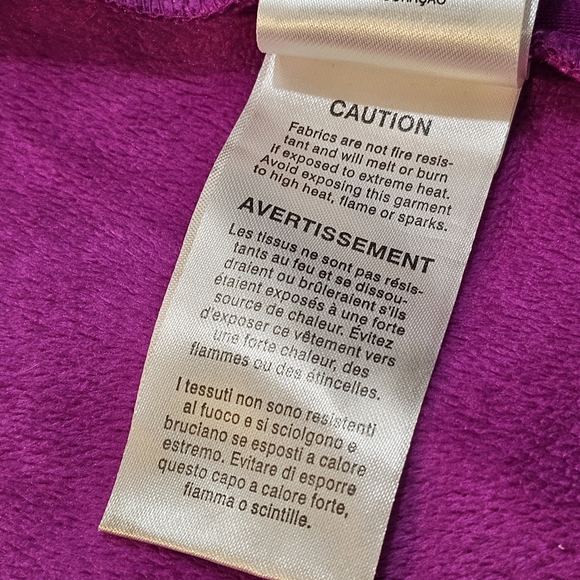 CAUTION
Fabrics are not fire resis-
tant and will melt or burn
if exposed to extreme heat.
Avoid exposing this garment
to high heat, flame or sparks.
AVERTISSEMENT
Les tissus ne sont pas résis-
tants au feu et se dissou-
draient ou brûleraient s'ils
étaient exposés à une forte
source de chaleur. Évitez
d'exposer ce vêtement vers
une forte chaleur, des
flammes ou des étincelles.
I tessuti non sono resistenti
al fuoco e si sciolgono e
bruciano se esposti a calore
estremo. Evitare di esporre
questo capo a calore forte,
fiamma o scintille.